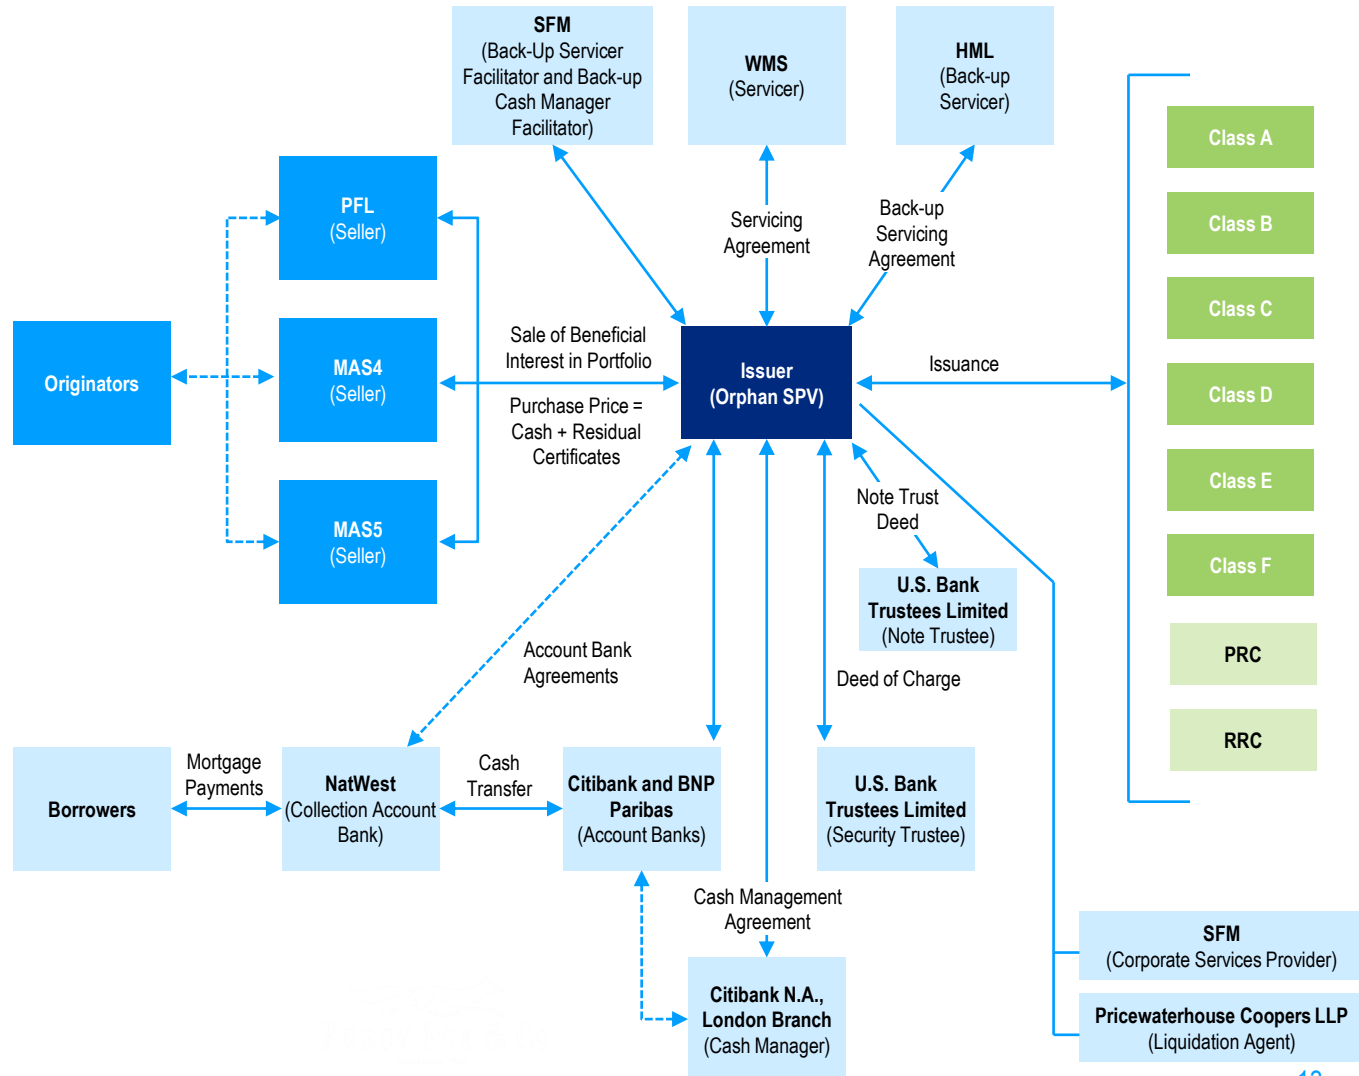 SFM
(Back-Up Servicer
Facilitator and Back-up
Cash Manager
Facilitator)
WMS
(Servicer)
HML
(Back-up
Servicer)
Class A
Class B
Class C
Class D
Class E
Class F
PRC
RRC
PFL
(Seller)
Servicing
Agreement
Back-up
Servicing
Agreement
Originators
MAS4
(Seller)
Sale of Beneficial
Interest in Portfolio
Purchase Price =
Cash + Residual
Certificates
Issuer
(Orphan SPV)
Issuance
MAS5
(Seller)
Note Trust
Deed
U.S. Bank
Trustees Limited
(Note Trustee)
Account Bank
Agreements
Deed of Charge
Borrowers
Mortgage
Payments
NatWest
(Collection Account
Bank)
Cash
Transfer
Citibank and BNP
Paribas
(Account Banks)
U.S. Bank
Trustees Limited
(Security Trustee)
Cash Management
Agreement
Citibank N.A.,
London Branch
(Cash Manager)
SFM
(Corporate Services Provider)
Pricewaterhouse Coopers LLP
(Liquidation Agent)